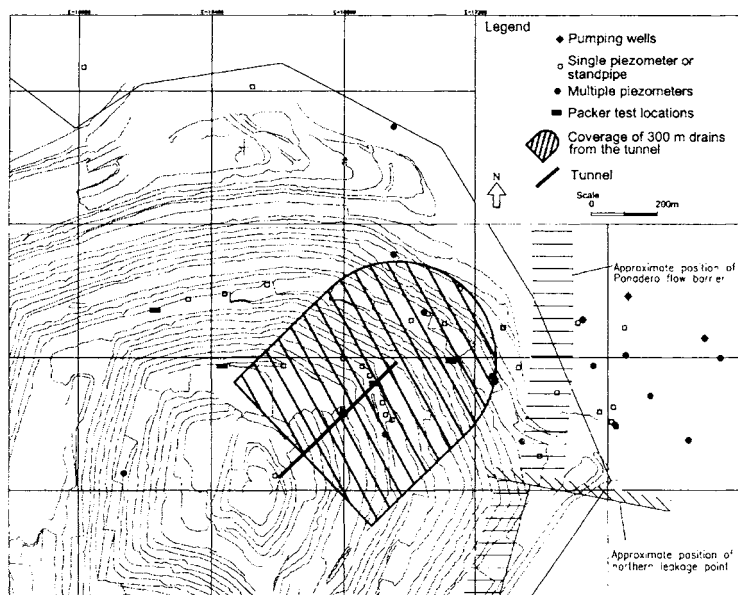 Legend
Pumping wells
Single piezometer or
standpipe
Multiple piezometers
Packer test locations
Coverage of 300 m drains
from the tunnel
Tunnel
N
Scale
0 200m
Approximate position of
Panadero flow barrier
Approximate position of
northern leakage point